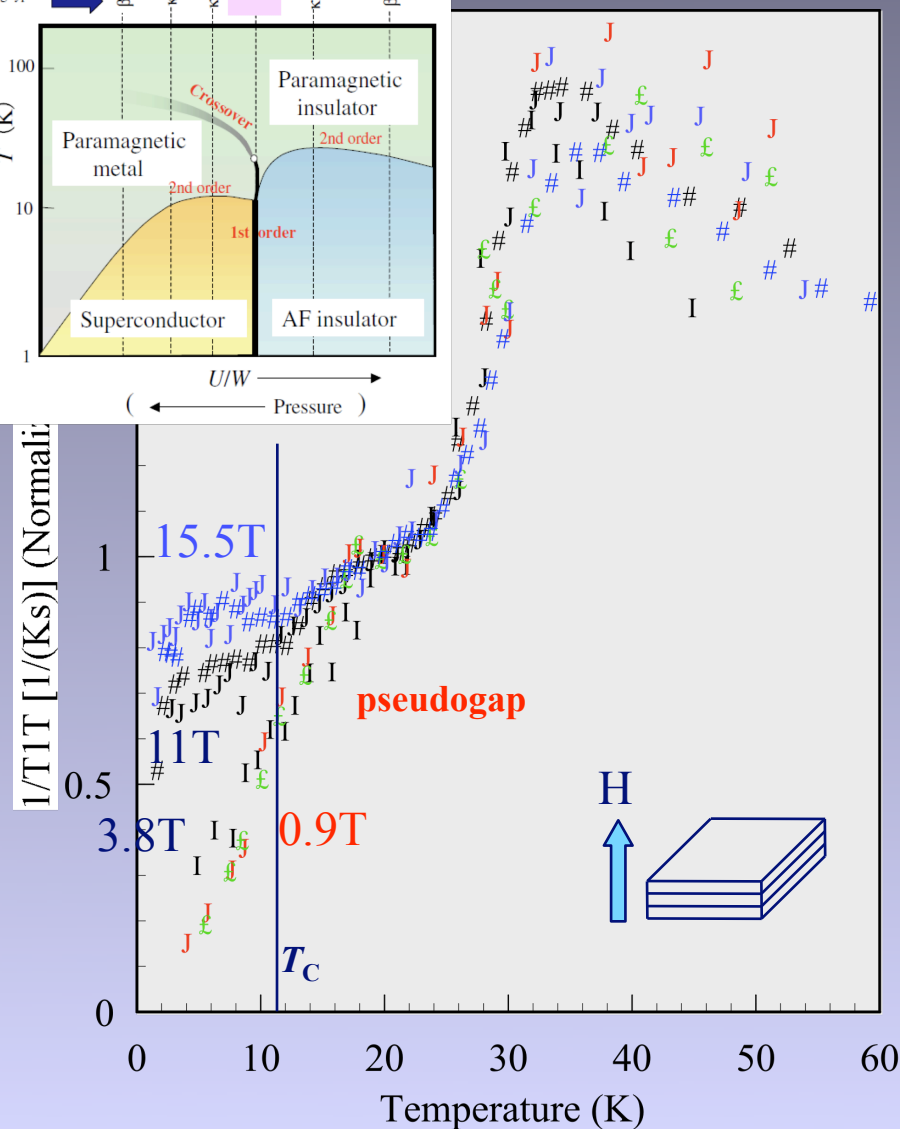 100
(K)
Paramagnetic
insulator
Crossover
2nd order
Paramagnetic
metal
2nd order
10
1st order
Superconductor
AF insulator
1
U/W
( Pressure )
1/T1T [1/(Ks)] (Normaliz
1
15.5T
pseudogap
11T
0.5
H
3.8T
0.9T
TC
0
0 10 20 30 40 50 60
Temperature (K)